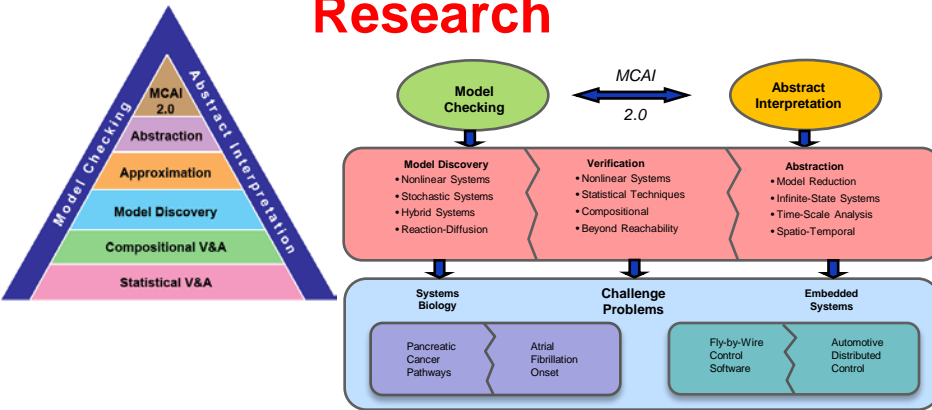 Research
Model Checking
Abstract Interpretation
MCAI
2.0
Abstraction
Approximation
Model Discovery
Compositional V&A
Statistical V&A
Model
Checking
MCAI
2.0
Abstract
Interpretation
Model Discovery
• Nonlinear Systems
• Stochastic Systems
• Hybrid Systems
• Reaction-Diffusion
Verification
• Nonlinear Systems
• Statistical Techniques
• Compositional
• Beyond Reachability
Abstraction
• Model Reduction
• Infinite-State Systems
• Time-Scale Analysis
• Spatio-Temporal
Systems
Biology
Challenge
Problems
Embedded
Systems
Pancreatic
Cancer
Pathways
Atrial
Fibrillation
Onset
Fly-by-Wire
Control
Software
Automotive
Distributed
Control